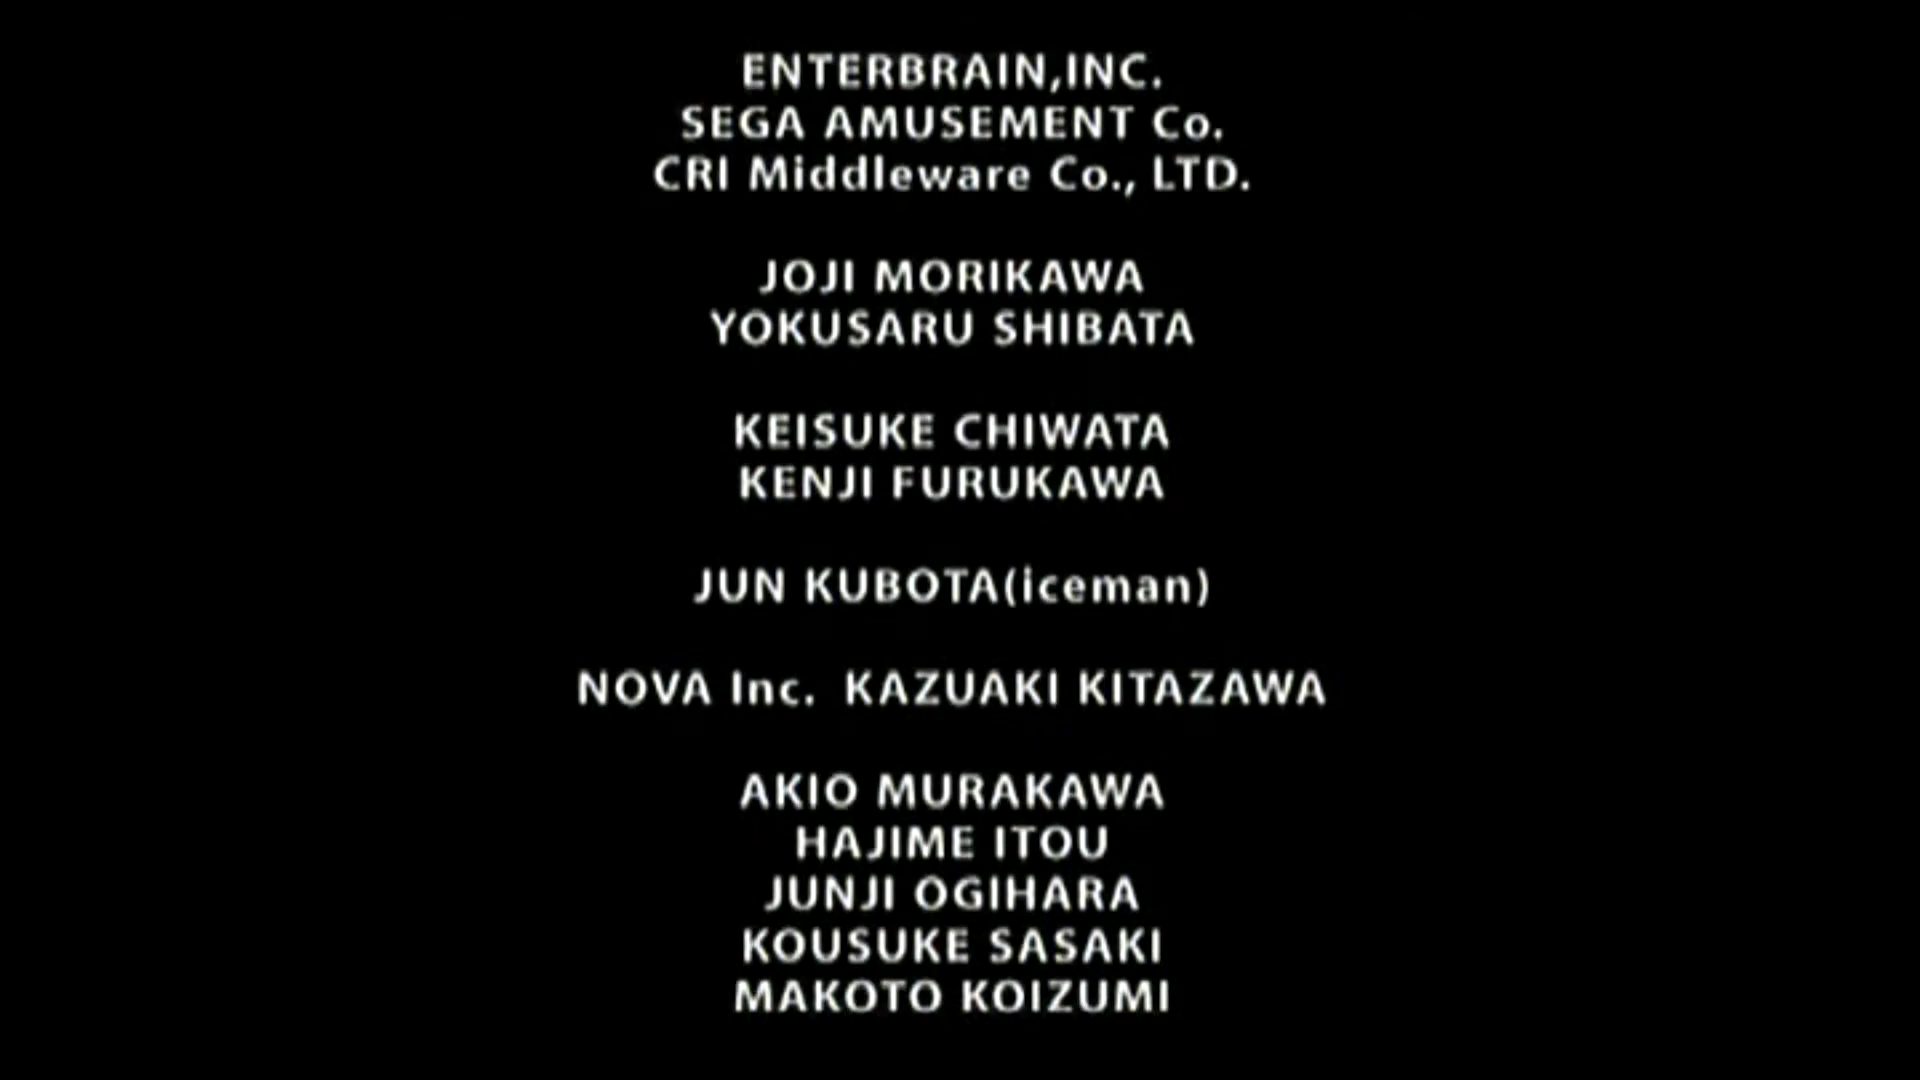 ENTERBRAIN,INC.
SEGA AMUSEMENT Co.
CRI Middleware Co., LTD.
JOJI MORIKAWA
YOKUSARU SHIBATA
KEISUKE CHIWATA
KENJI FURUKAWA
JUN KUBOTA(iceman)
NOVA Inc. KAZUAKI KITAZAWA
AKIO MURAKAWA
HAJIME ITOU
JUNJI OGIHARA
KOUSUKE SASAKI
MAKOTO KOIZUMI